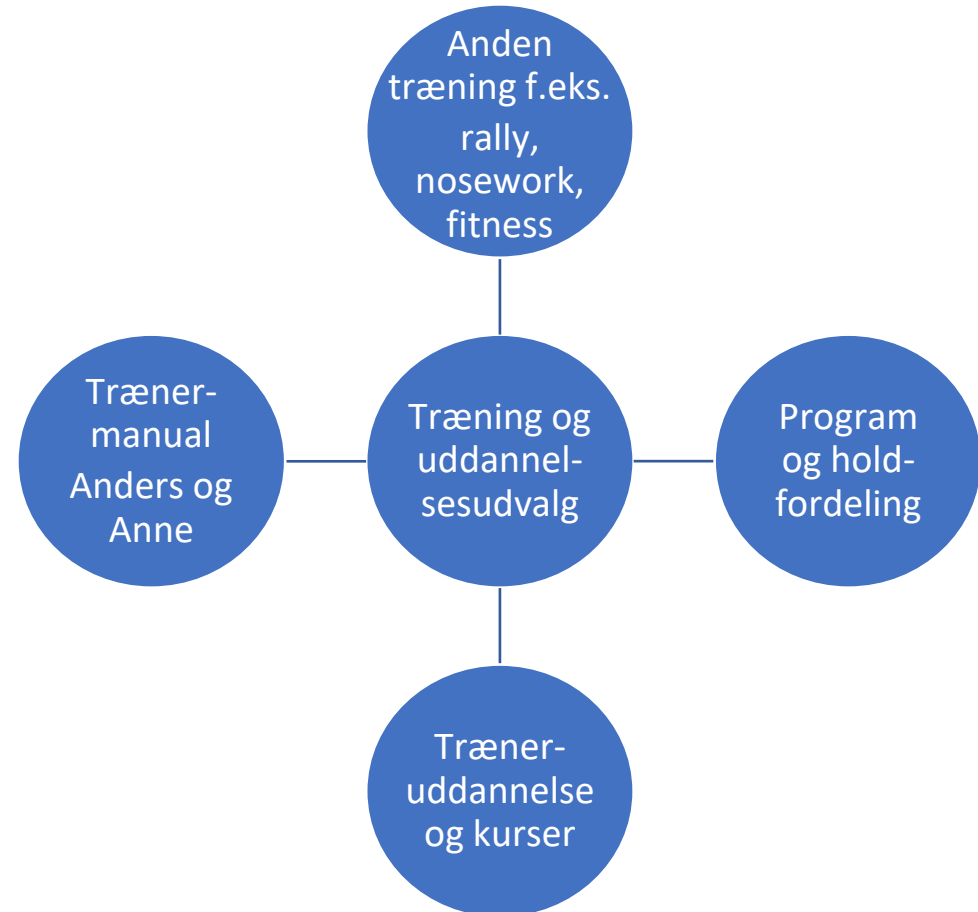 Anden
træning f.eks.
rally,
nosework,
fitness
Træner-
manual
Anders og
Anne
Træning og
uddannel-
sesudvalg
Program
og hold-
fordeling
Træner-
uddannelse
og kurser